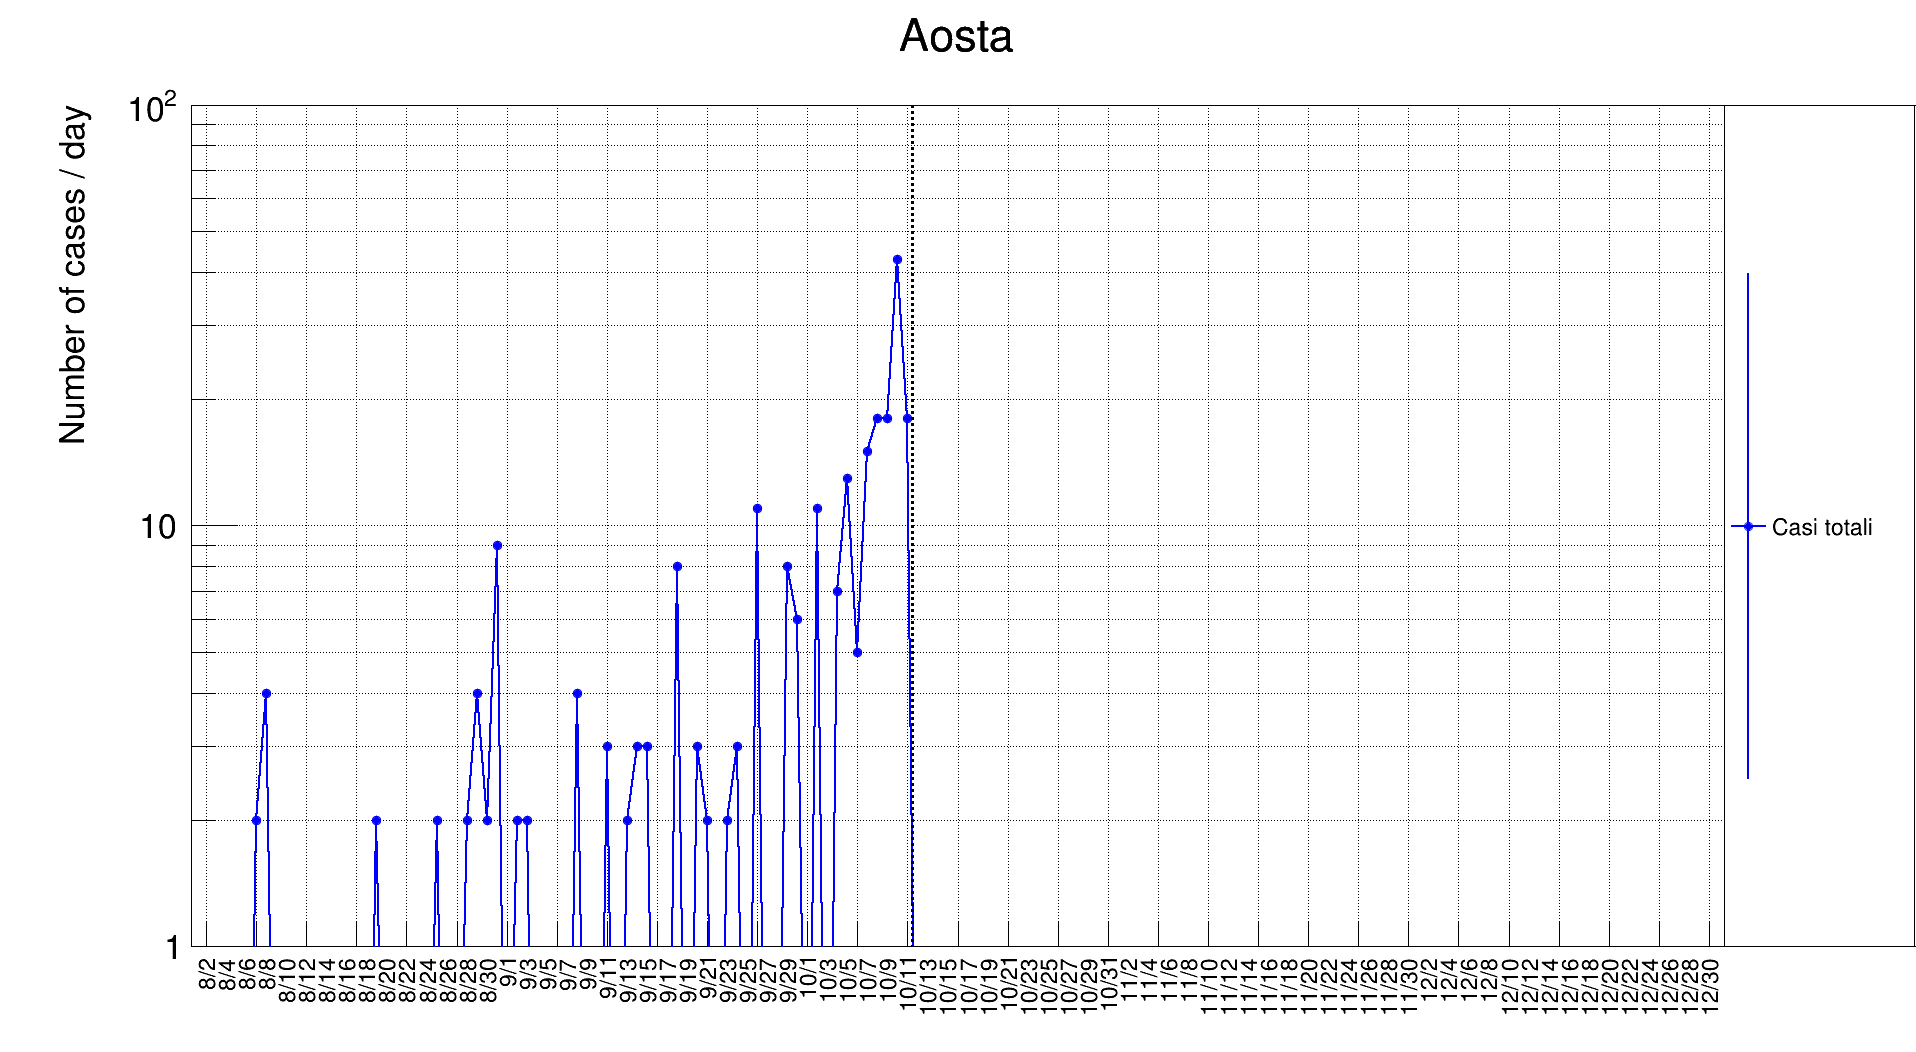 Aosta
Number of cases / day
10²
10
1
8/2 8/4 8/6 8/8 8/10 8/12 8/14 8/16 8/18 8/20 8/22 8/24 8/26 8/28 8/30 9/1 9/3 9/5 9/7 9/9 9/11 9/13 9/15 9/17 9/19 9/21 9/23 9/25 9/27 9/29 10/1 10/3 10/5 10/7 10/9 10/11 10/13 10/15 10/17 10/19 10/21 10/23 10/25 10/27 10/29 10/31 11/2 11/4 11/6 11/8 11/10 11/12 11/14 11/16 11/18 11/20 11/22 11/24 11/26 11/28 11/30 12/2 12/4 12/6 12/8 12/10 12/12 12/14 12/16 12/18 12/20 12/22 12/24 12/26 12/28 12/30
Casi totali